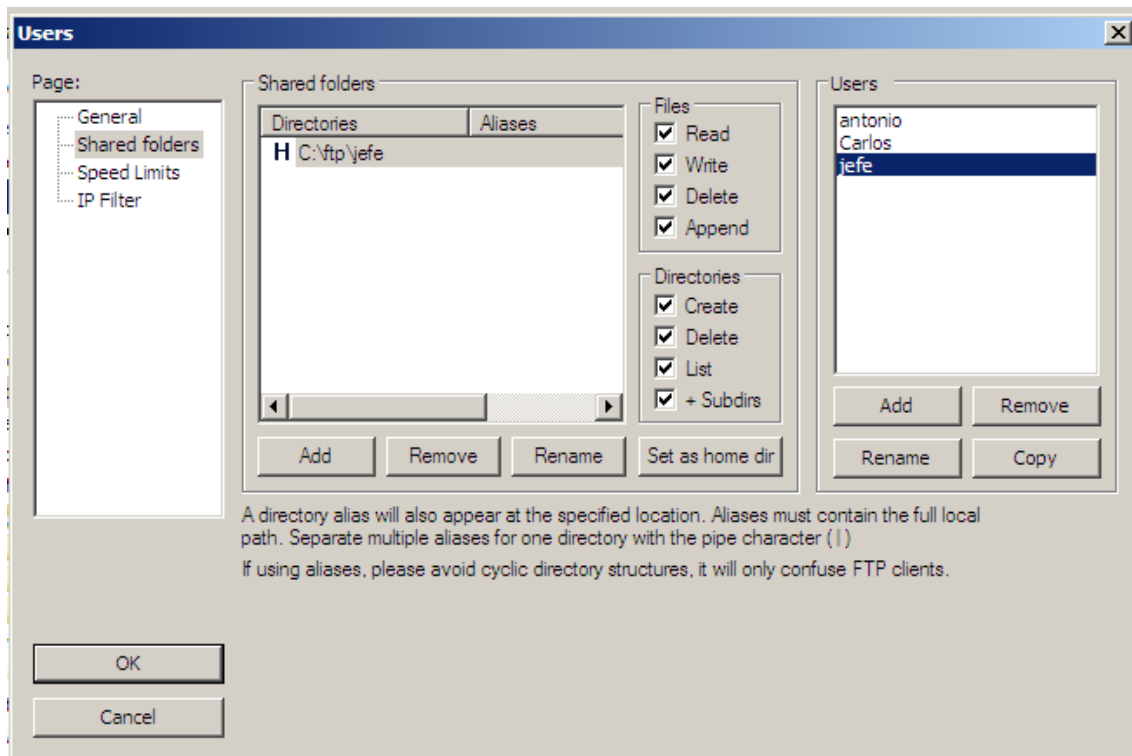 Users
Page:
General
Shared folders
Speed Limits
IP Filter
Shared folders
Directories Aliases
H C:\ftp\jefe
Files
Read
Write
Delete
Append
Directories
Create
Delete
List
+ Subdirs
Add Remove Rename Set as home dir
Users
antonio
Carlos
jefe
Add Remove
Rename Copy
A directory alias will also appear at the specified location. Aliases must contain the full local
path. Separate multiple aliases for one directory with the pipe character ( | )
If using aliases, please avoid cyclic directory structures, it will only confuse FTP clients.
OK
Cancel